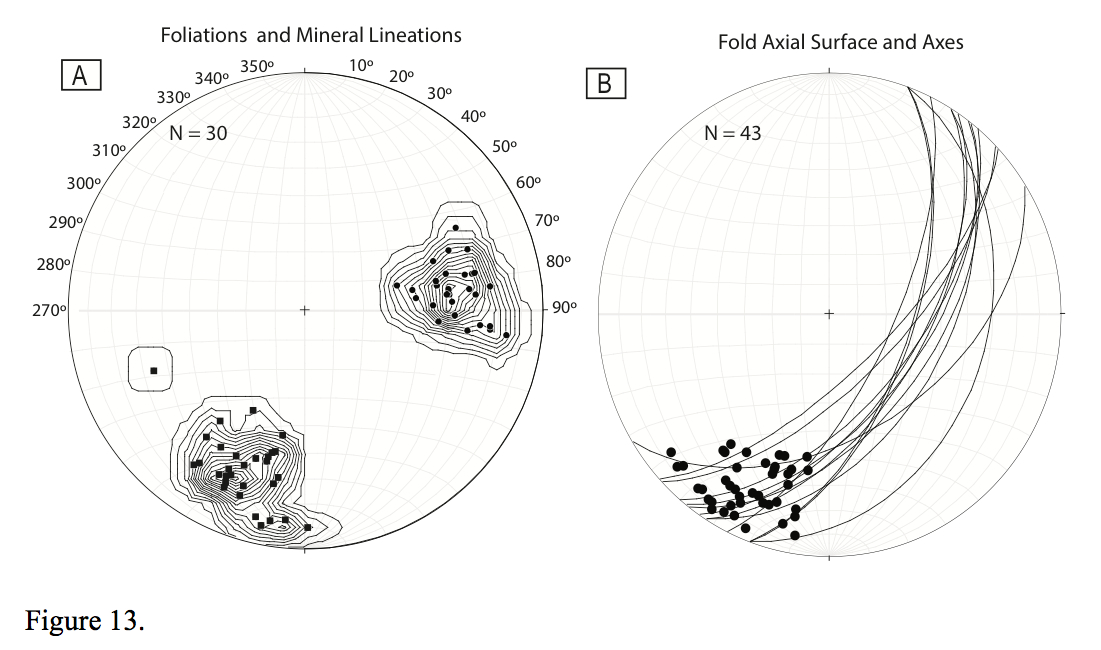 Foliations and Mineral Lineations
Fold Axial Surface and Axes
A
B
N = 30
N = 43
350º
340º
330º
320º
310º
300º
290º
280º
270º
10º
20º
30º
40º
50º
60º
70º
80º
90º
Figure 13.